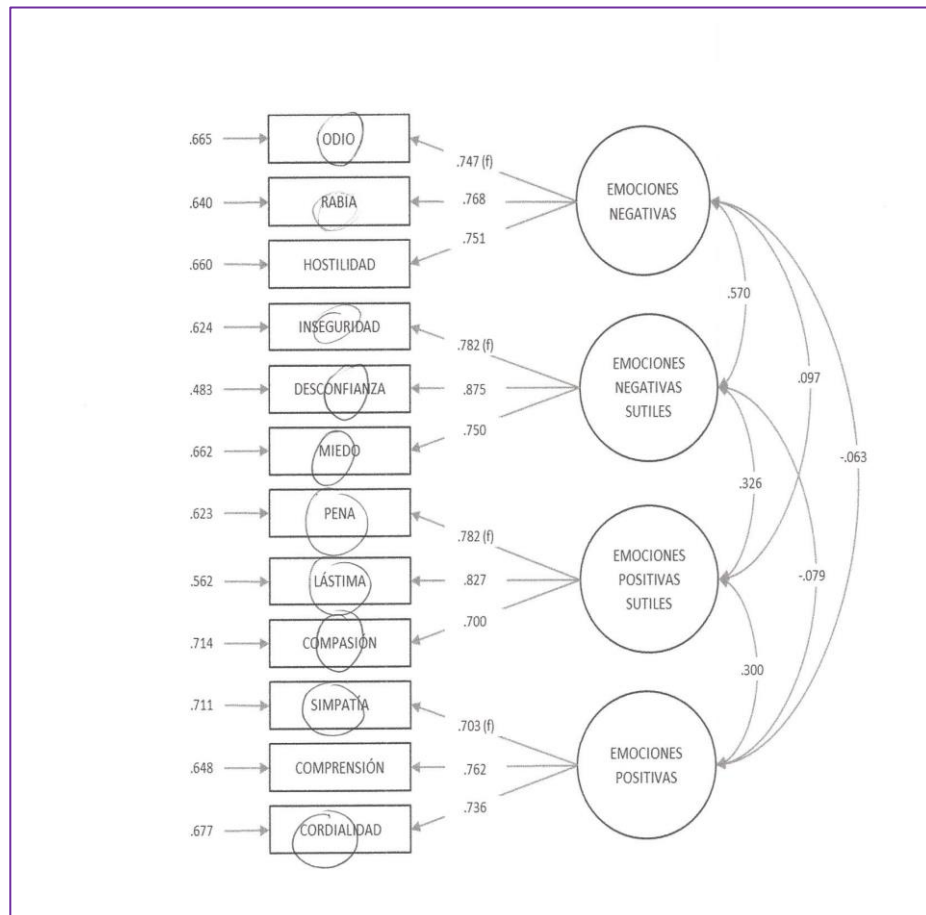 .665
ODIO
.747 (f)
EMOCIONES
NEGATIVAS
.640
RABIA
.768
.660
HOSTILIDAD
.751
.570
.624
INSEGURIDAD
.782 (f)
EMOCIONES
NEGATIVAS
SUTILES
.483
DESCONFIANZA
.875
.097
.662
MIEDO
.750
-.063
.326
.623
PENA
.782 (f)
EMOCIONES
POSITIVAS
SUTILES
.562
LÁSTIMA
.827
-.079
.714
COMPASIÓN
.700
.300
.711
SIMPATÍA
.703 (f)
EMOCIONES
POSITIVAS
.648
COMPRENSIÓN
.762
.677
CORDIALIDAD
.736